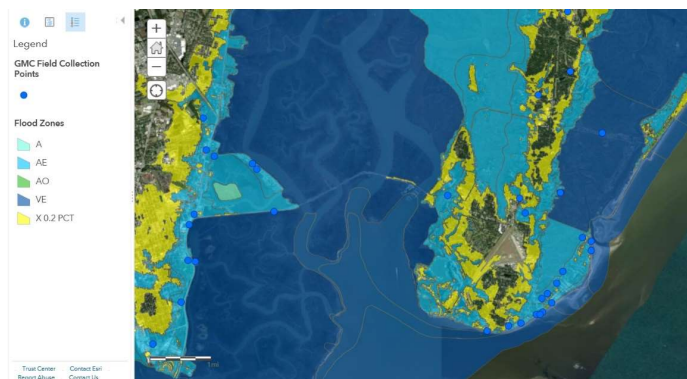 Legend
GMC Field Collection
Points
Flood Zones
A
AE
AO
VE
X 0.2 PCT
Trust Center Contact Esri
Report Abuse Contact Us